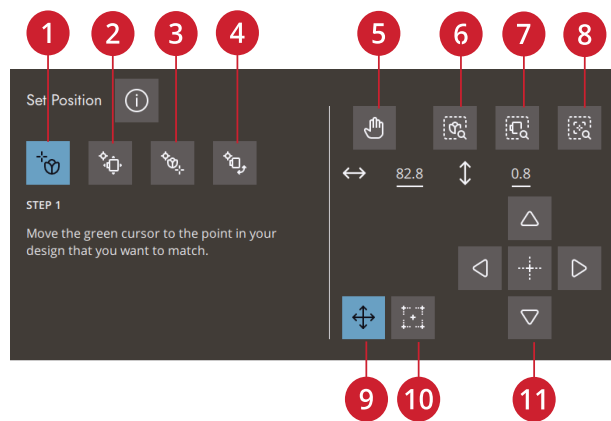 1 2 3 4 5 6 7 8
Set Position
82.8 0.8
STEP 1
Move the green cursor to the point in your
design that you want to match.
9 10 11